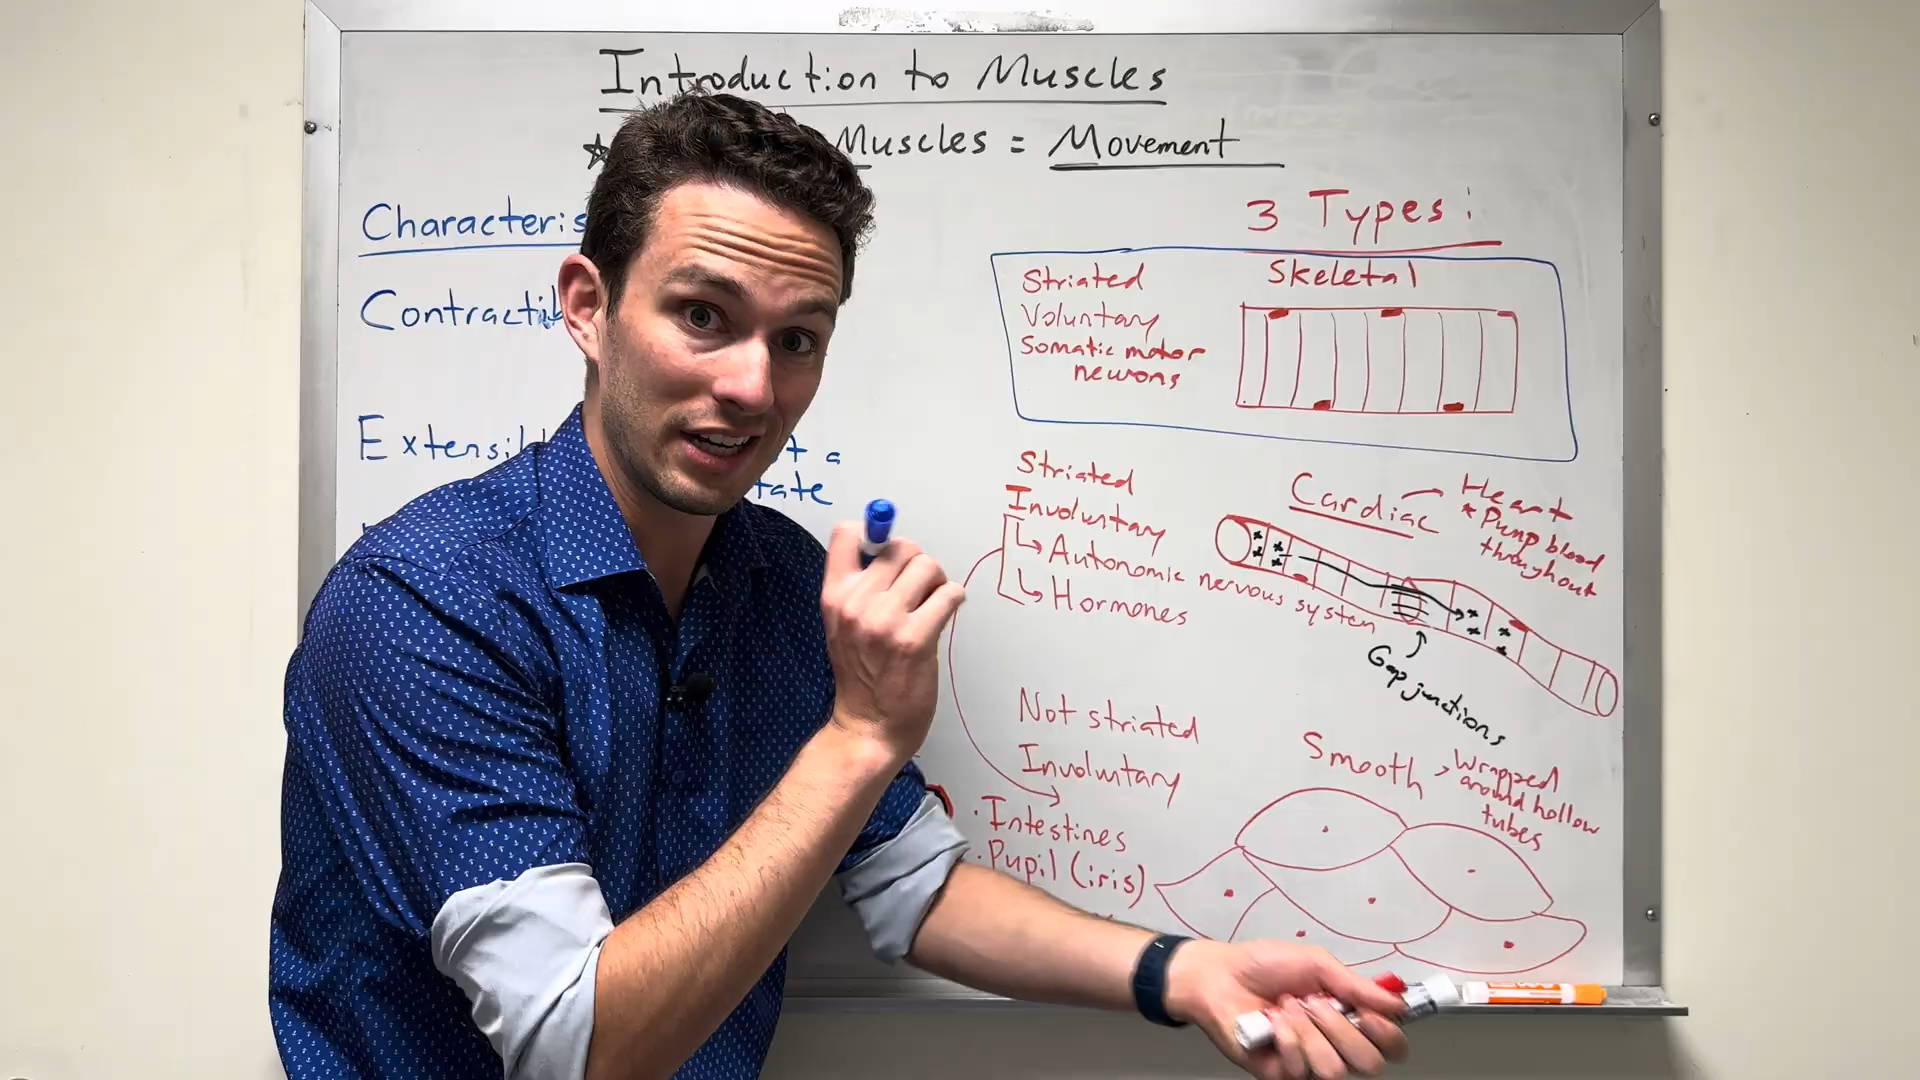 Introduction to Muscles
Muscles = Movement
Characteris
Contractib
Extensib
t a
tate
3 Types:
Skeletal
Striated
Voluntary
Somatic motor
neurons
Striated
Involuntary
Autonomic nervous system
Hormones
Cardiac
Heart
* Pump blood
throughout
Gap junctions
Not striated
Involuntary
· Intestines
· Pupil (iris)
Smooth
Wrapped
around hollow
tubes